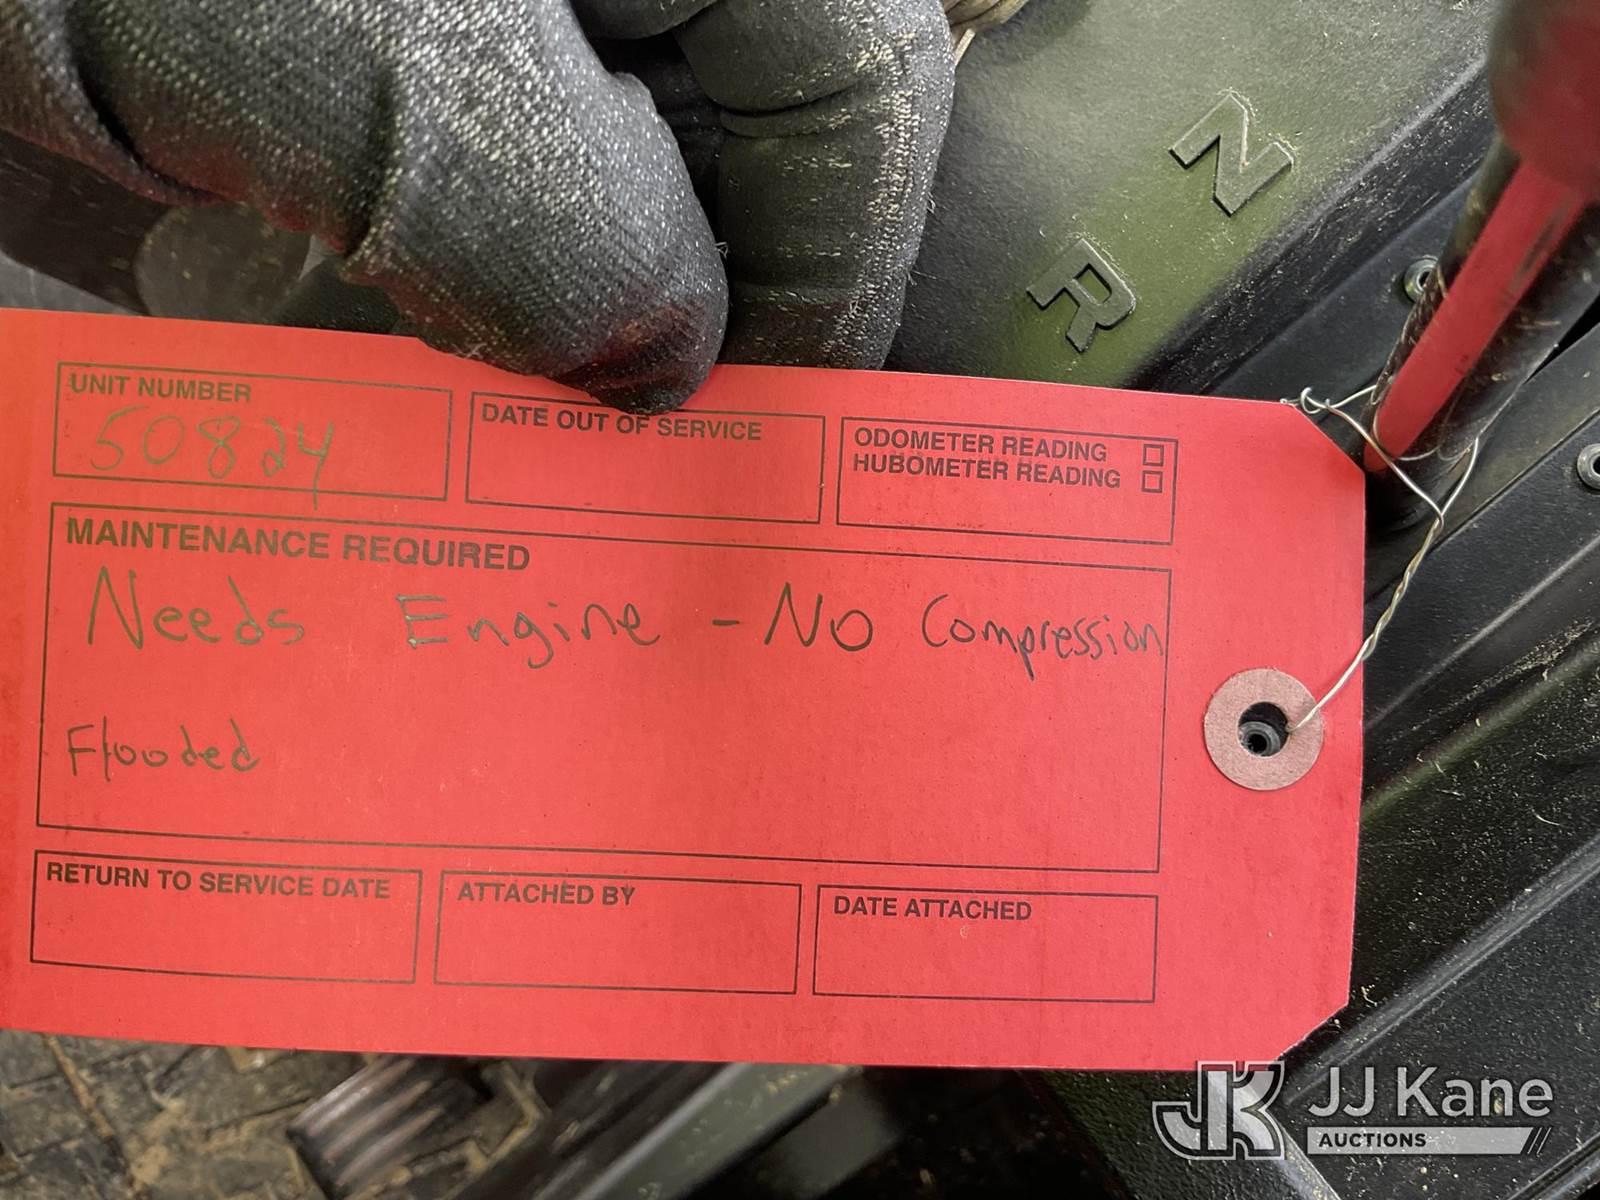 N
R
UNIT NUMBER
50824
DATE OUT OF SERVICE
ODOMETER READING
HUBOMETER READING
MAINTENANCE REQUIRED
Needs Engine - No Compression
Flooded
RETURN TO SERVICE DATE
ATTACHED BY
DATE ATTACHED
JK
JJ Kane
AUCTIONS